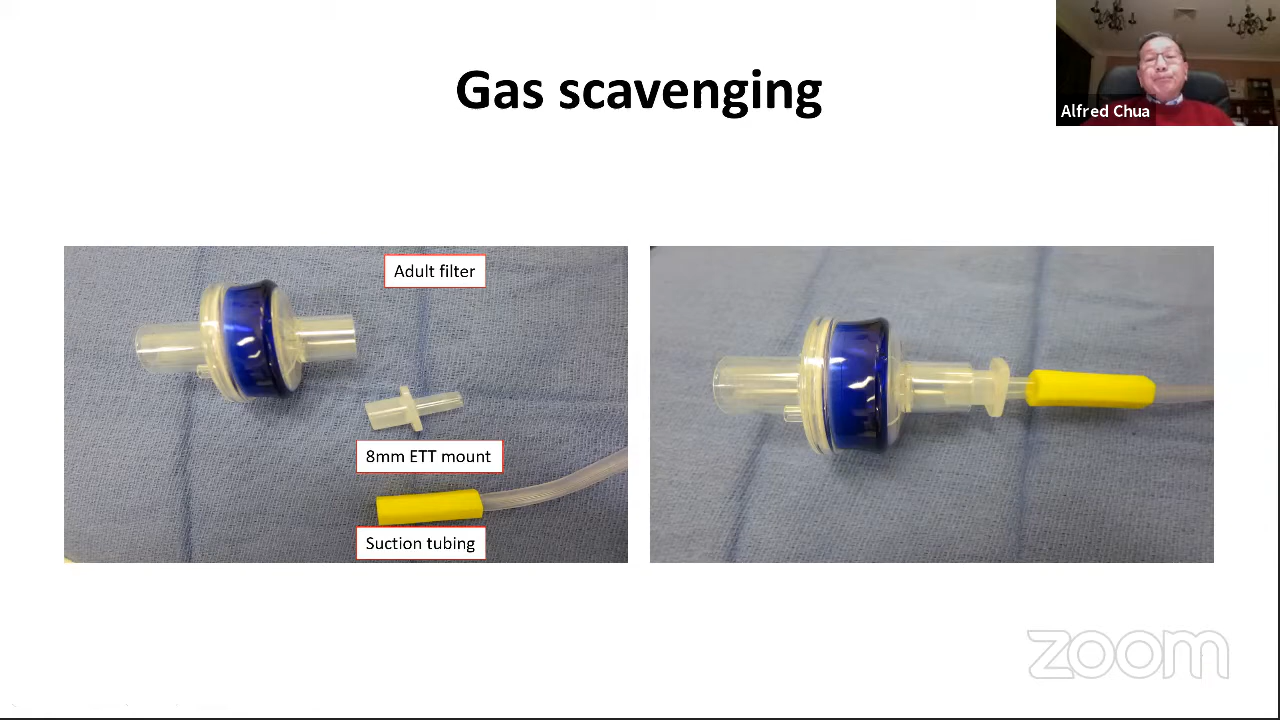 Gas scavenging
Alfred Chua
Adult filter
8mm ETT mount
Suction tubing
zoom